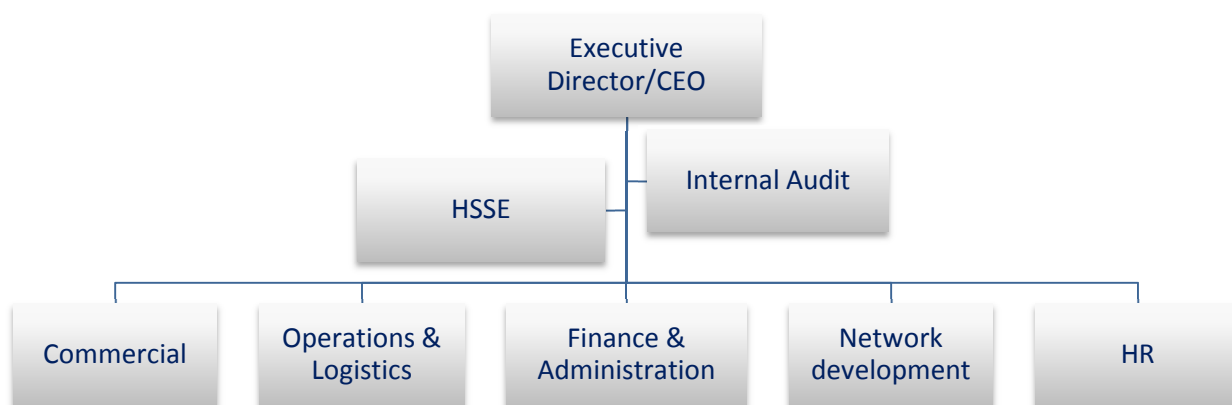 Executive
Director/CEO
Internal Audit
HSSE
Commercial
Operations &
Logistics
Finance &
Administration
Network
development
HR